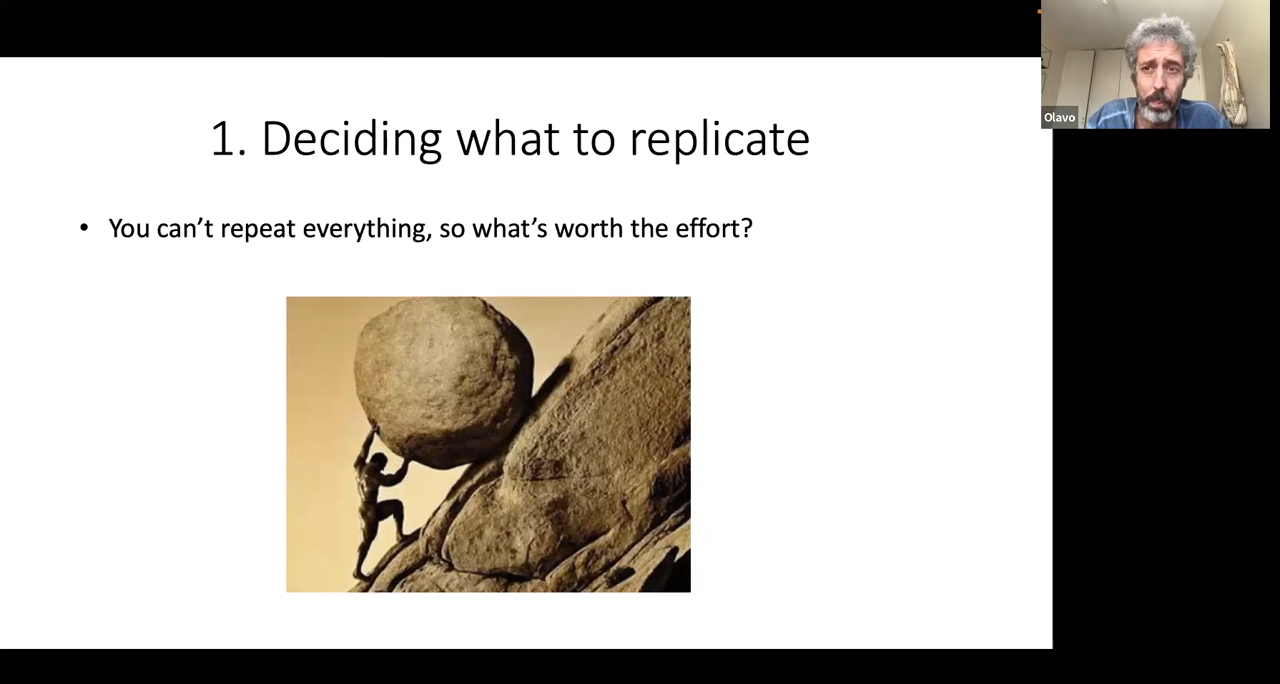 1. Deciding what to replicate
• You can’t repeat everything, so what’s worth the effort?
Olavo